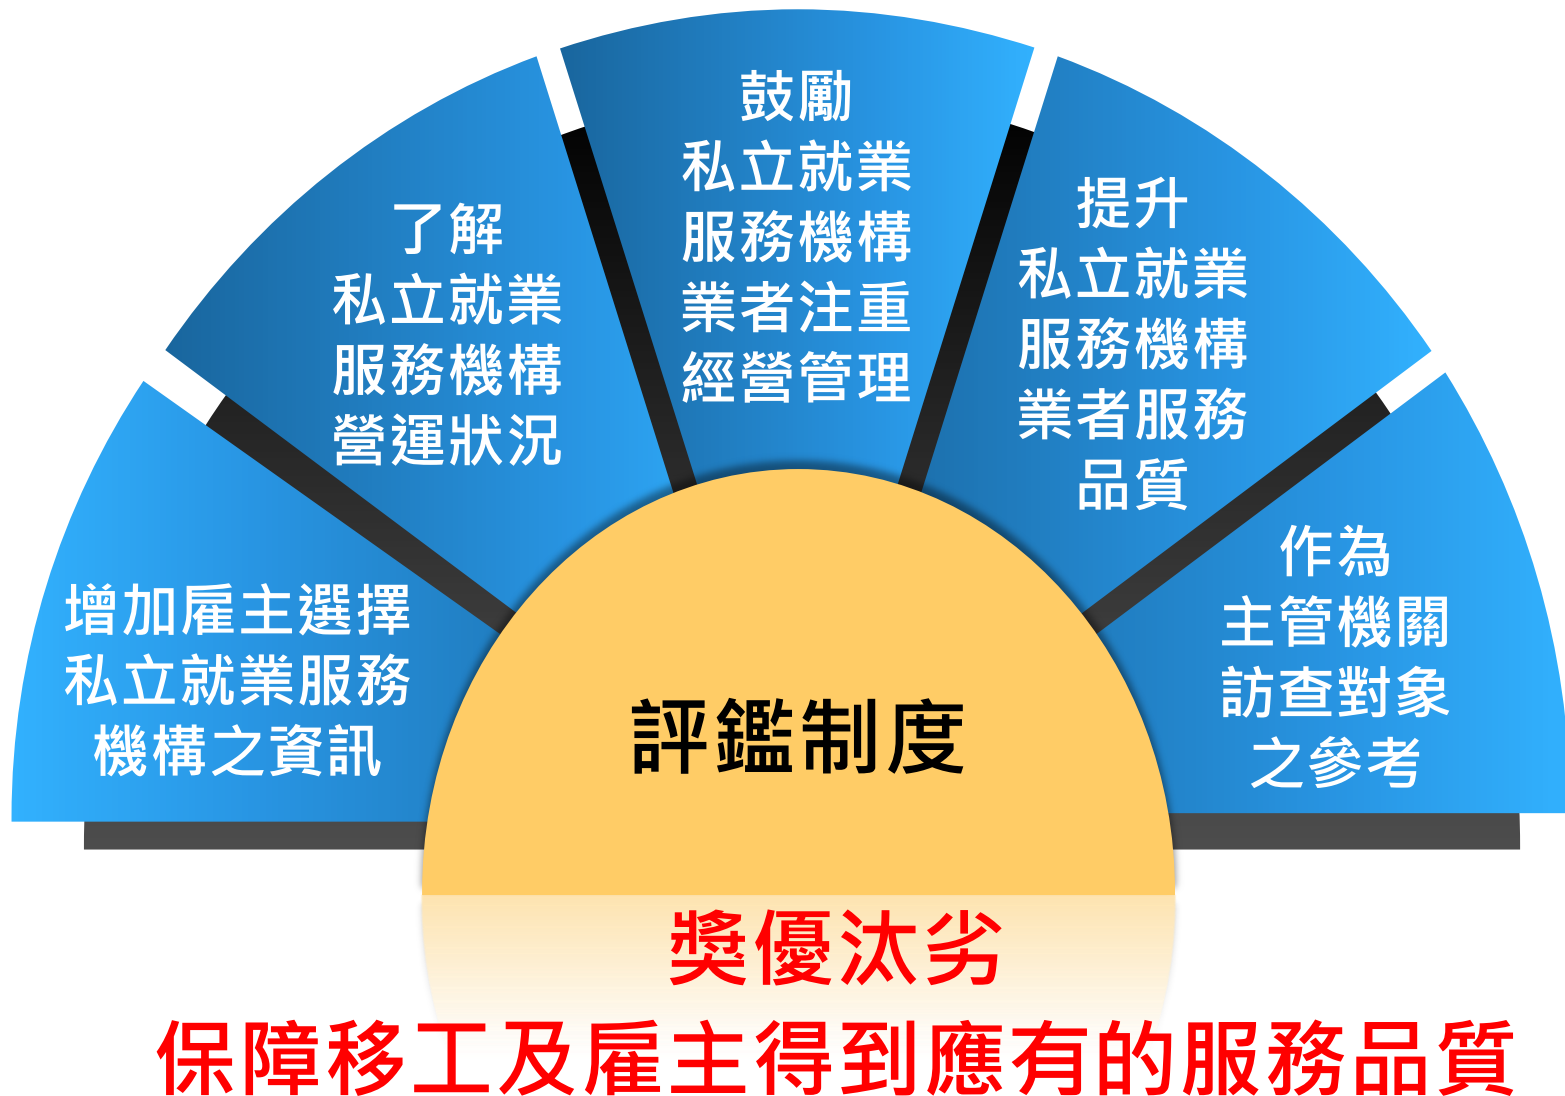 增加雇主選擇
私立就業服務
機構之資訊
了解
私立就業
服務機構
營運狀況
鼓勵
私立就業
服務機構
業者注重
經營管理
提升
私立就業
服務機構
業者服務
品質
作為
主管機關
訪查對象
之參考
評鑑制度
獎優汰劣
保障移工及雇主得到應有的服務品質